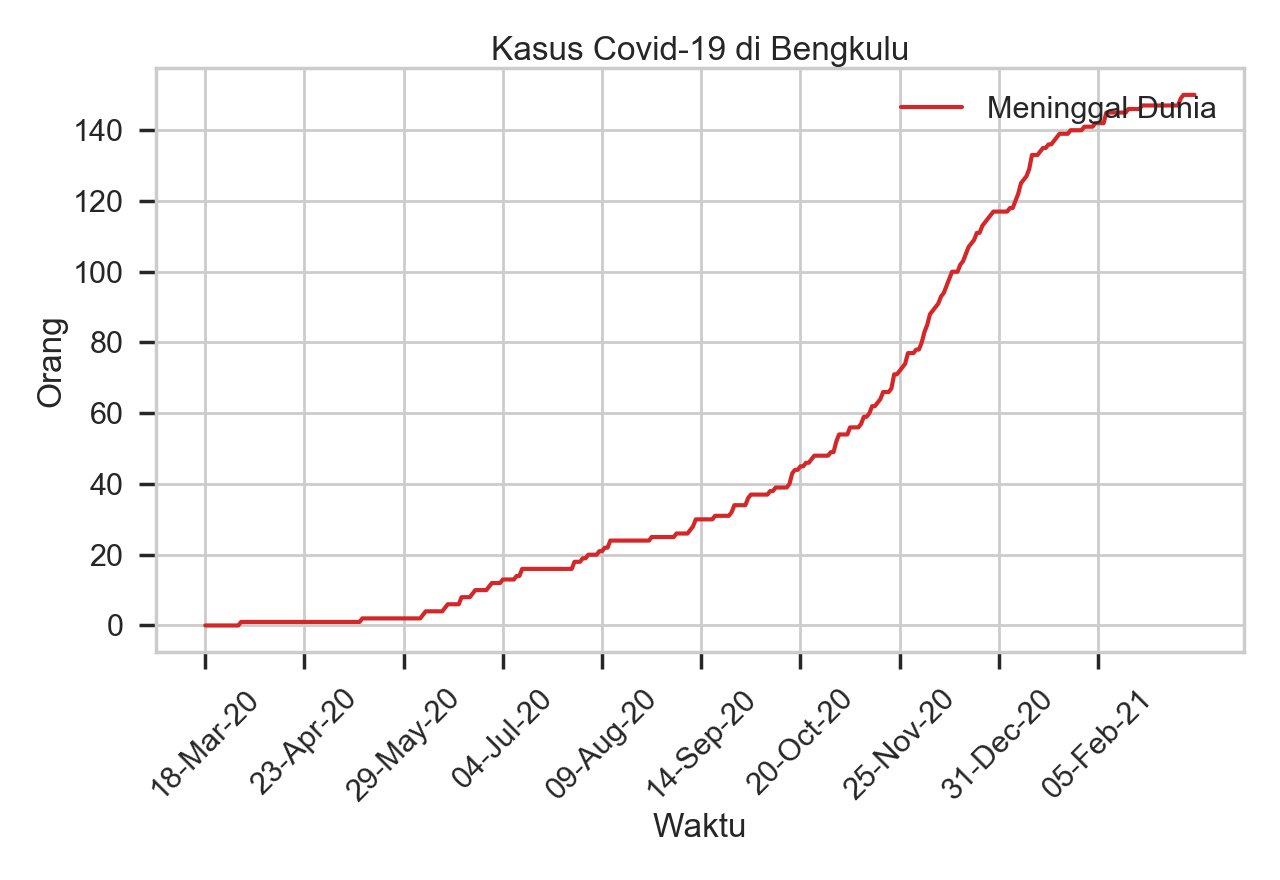 Kasus Covid-19 di Bengkulu
Meninggal Dunia
140
120
100
80
60
40
20
0
Orang
18-Mar-20
23-Apr-20
29-May-20
04-Jul-20
09-Aug-20
14-Sep-20
20-Oct-20
25-Nov-20
31-Dec-20
05-Feb-21
Waktu